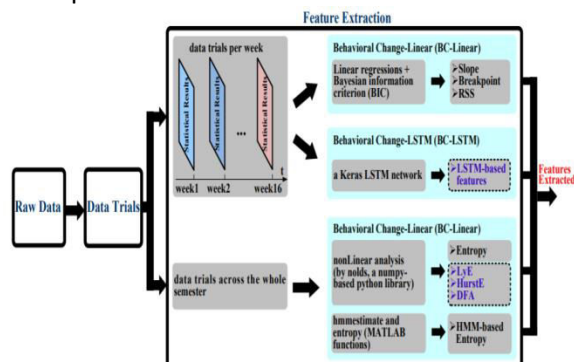 Feature Extraction
data trials per week
Statistical Results
Statistical Results
...
Statistical Results
t
week1
week2
week16
Behavioral Change-Linear (BC-Linear)
Linear regressions +
Bayesian information
criterion (BIC)
➢Slope
➢Breakpoint
➢RSS
Behavioral Change-LSTM (BC-LSTM)
a Keras LSTM network
➢LSTM-based
features
Raw Data
Data Trials
Features
Extracted
data trials across the whole
semester
Behavioral Change-Linear (BC-Linear)
nonLinear analysis
(by nolds, a numpy-
based python library)
➢Entropy
➢LyE
➢HurstE
➢DFA
hmmestimate and
entropy (MATLAB
functions)
➢HMM-based
Entropy